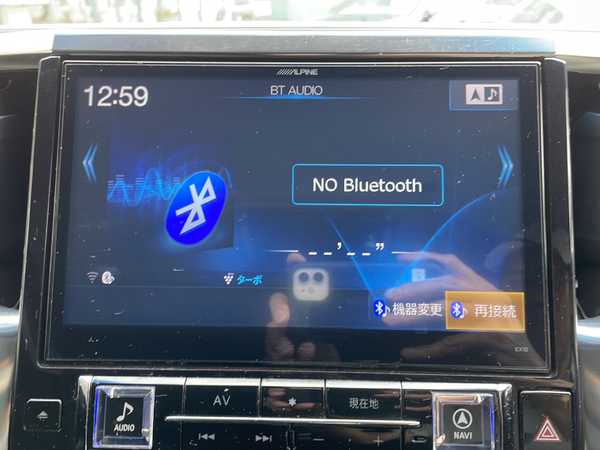 ALPINE
12:59
BT AUDIO
NO Bluetooth
--'--"
ターボ
機器変更
再接続
EX10
AV
*
現在地
AUDIO
NAVI